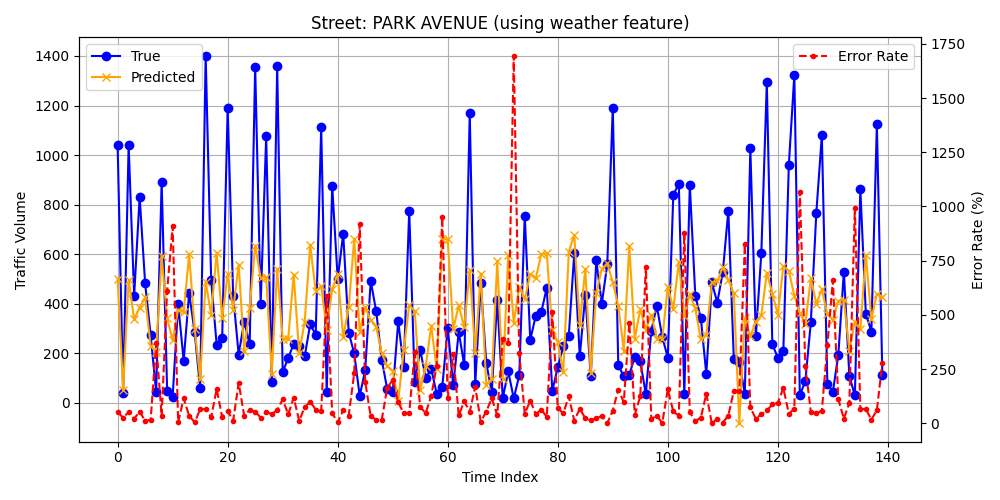 Street: PARK AVENUE (using weather feature)
True
Predicted
Error Rate
Traffic Volume
1400
1200
1000
800
600
400
200
0
1750
1500
1250
1000
750
500
250
0
Error Rate (%)
0 20 40 60 80 100 120 140
Time Index